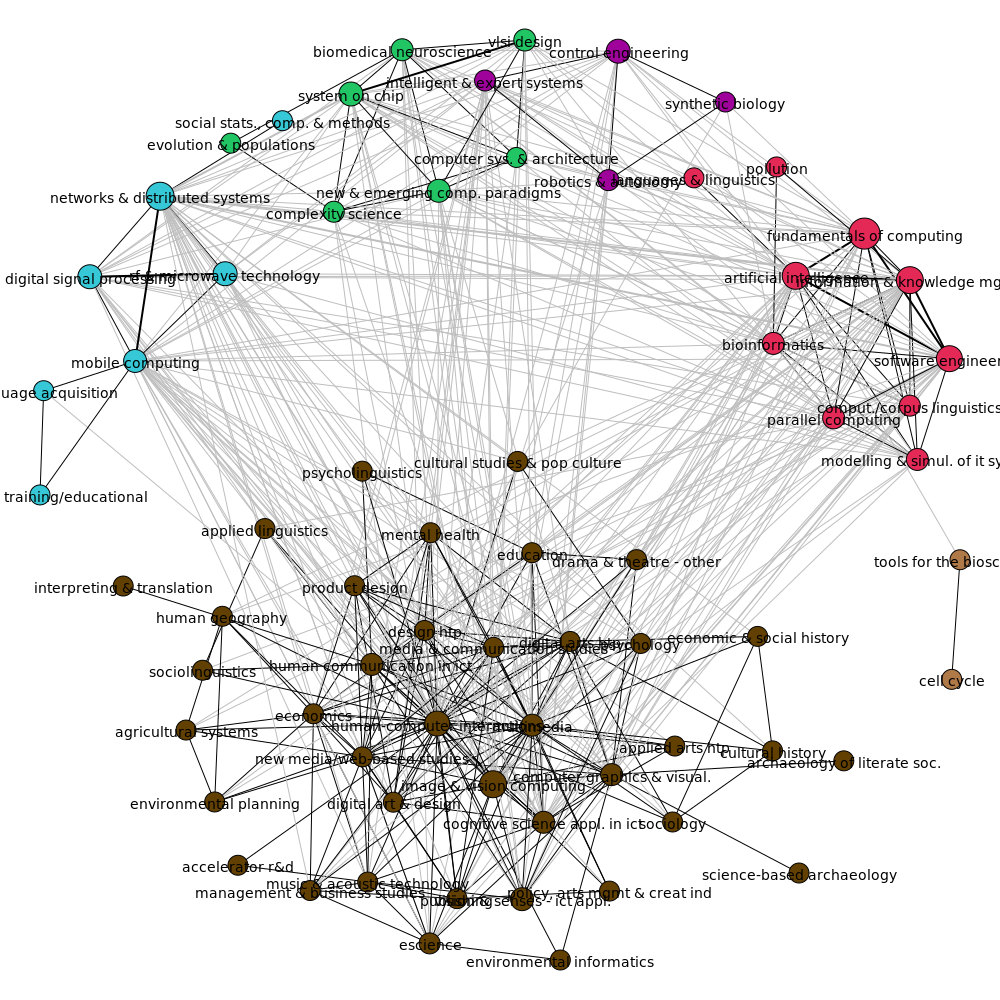 vlsi design
biomedical neuroscience
control engineering
intelligent & expert systems
system on chip
synthetic biology
social stats., comp. & methods
evolution & populations
computer sys. & architecture
pollution
robotics & autonomy
languages & linguistics
new & emerging comp. paradigms
networks & distributed systems
complexity science
fundamentals of computing
digital signal processing
rf & microwave technology
artificial intelligence
information & knowledge mg
bioinformatics
mobile computing
software engineer
uage acquisition
comput./corpus linguistics
parallel computing
modelling & simul. of it sy
cultural studies & pop culture
psycholinguistics
training/educational
applied linguistics
mental health
education
drama & theatre - other
tools for the biosc
interpreting & translation
product design
human geography
design htp
digital arts htp
psychology
economic & social history
media & communication studies
human communication in ict
sociolinguistics
cell cycle
economics
human-computer interactions
multimedia
agricultural systems
applied arts htp
cultural history
new media/web-based studies
archaeology of literate soc.
computer graphics & visual.
image & vision computing
environmental planning
digital art & design
cognitive science appl. in ict
sociology
accelerator r&d
science-based archaeology
music & acoustic technology
management & business studies
policy, arts mgmt & creat ind
publishing
senses - ict appl.
escience
environmental informatics